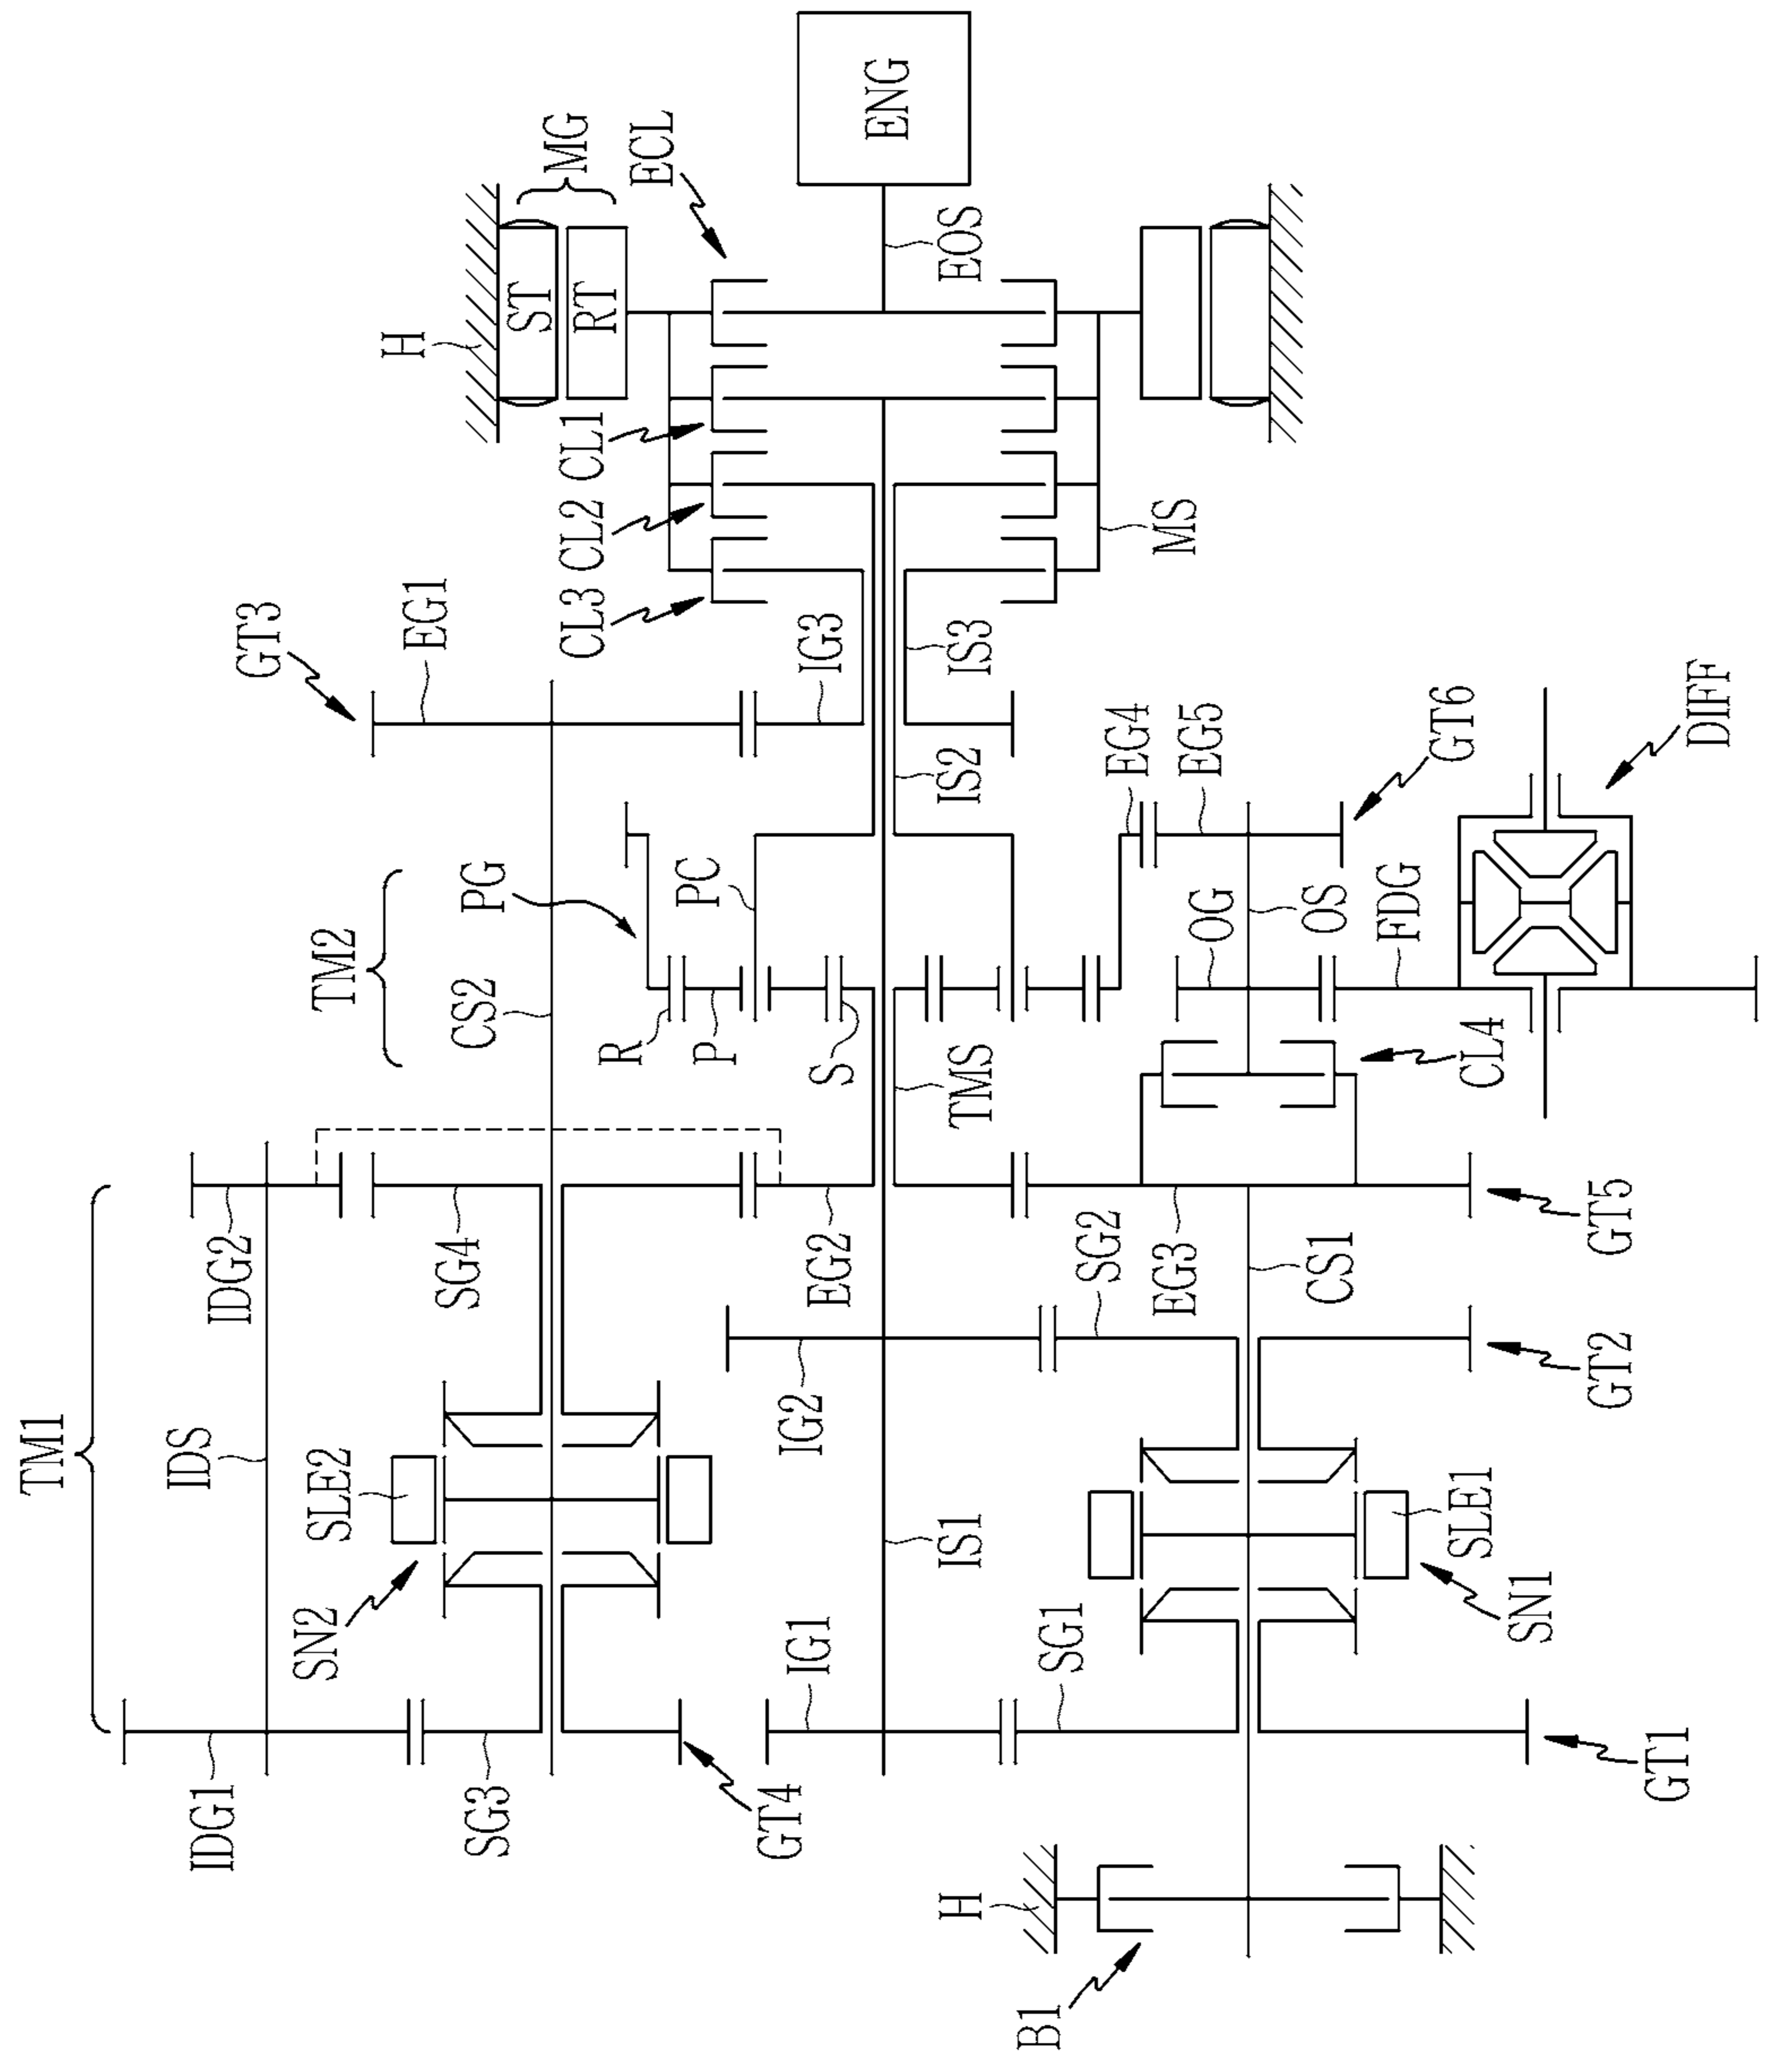 ENG
MG
ECL
EOS
ST
RT
H
CL1
CL2
CL3
MS
GT3
EG1
IG3
IS3
IS2
EG4
EG5
GT6
DIFF
TM2
PG
PC
CS2
R
P
S
TMS
OG
OS
FDG
CL4
TM1
IDG2
SG4
EG2
SG2
EG3
CS1
GT5
GT2
IDS
SLE2
IG2
IS1
SLE1
SN2
SN1
IG1
SG1
IDG1
SG3
GT4
GT1
H
B1